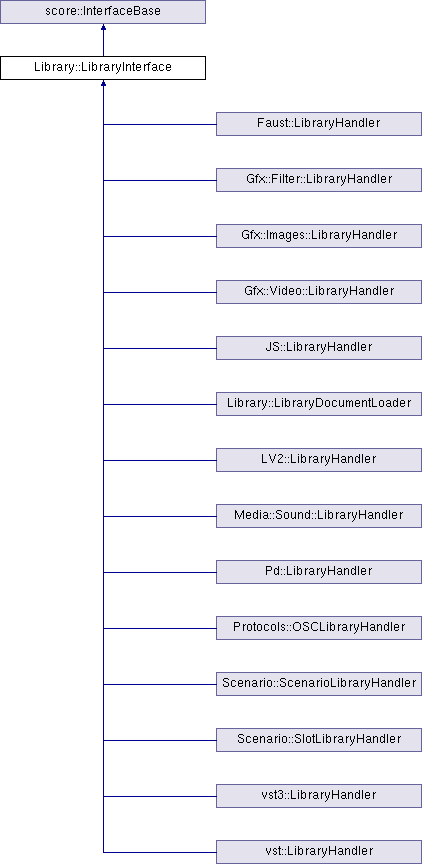 score::InterfaceBase
Library::LibraryInterface
Faust::LibraryHandler
Gfx::Filter::LibraryHandler
Gfx::Images::LibraryHandler
Gfx::Video::LibraryHandler
JS::LibraryHandler
Library::LibraryDocumentLoader
LV2::LibraryHandler
Media::Sound::LibraryHandler
Pd::LibraryHandler
Protocols::OSCLibraryHandler
Scenario::ScenarioLibraryHandler
Scenario::SlotLibraryHandler
vst3::LibraryHandler
vst::LibraryHandler